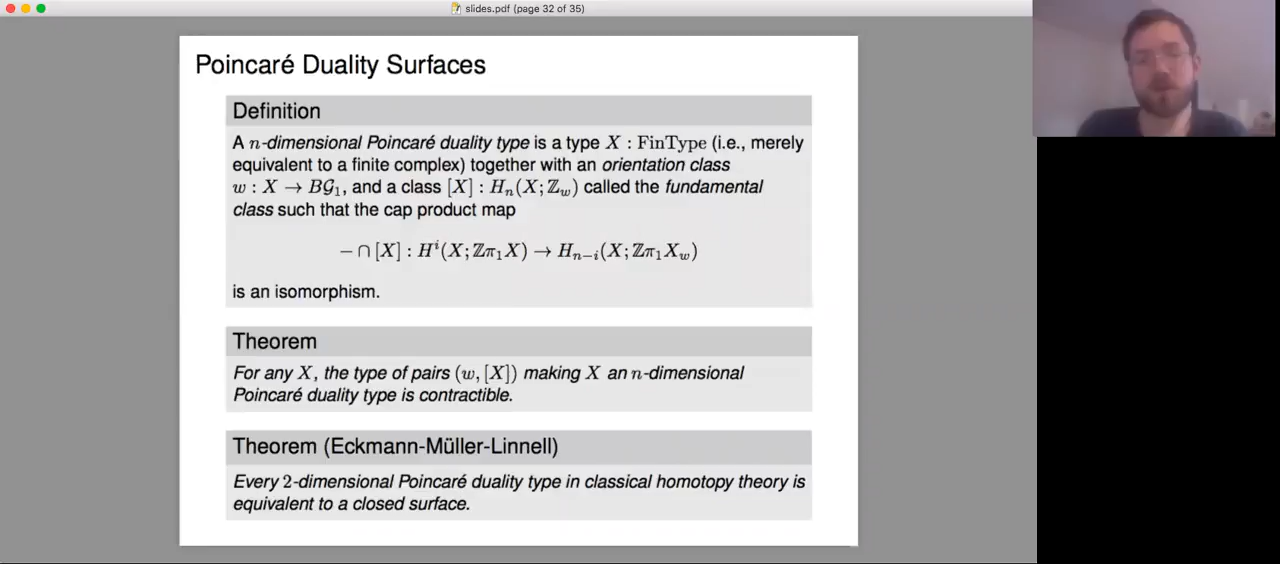 slides.pdf (page 32 of 35)
Poincaré Duality Surfaces
Definition
A n-dimensional Poincaré duality type is a type X : FinType (i.e., merely
equivalent to a finite complex) together with an orientation class
w : X → B𝒢₁, and a class [X] : Hₙ(X; ℤ_w) called the fundamental
class such that the cap product map
− ∩ [X] : Hⁱ(X; ℤπ₁X) → Hₙ₋ᵢ(X; ℤπ₁X_w)
is an isomorphism.
Theorem
For any X, the type of pairs (w, [X]) making X an n-dimensional
Poincaré duality type is contractible.
Theorem (Eckmann-Müller-Linnell)
Every 2-dimensional Poincaré duality type in classical homotopy theory is
equivalent to a closed surface.